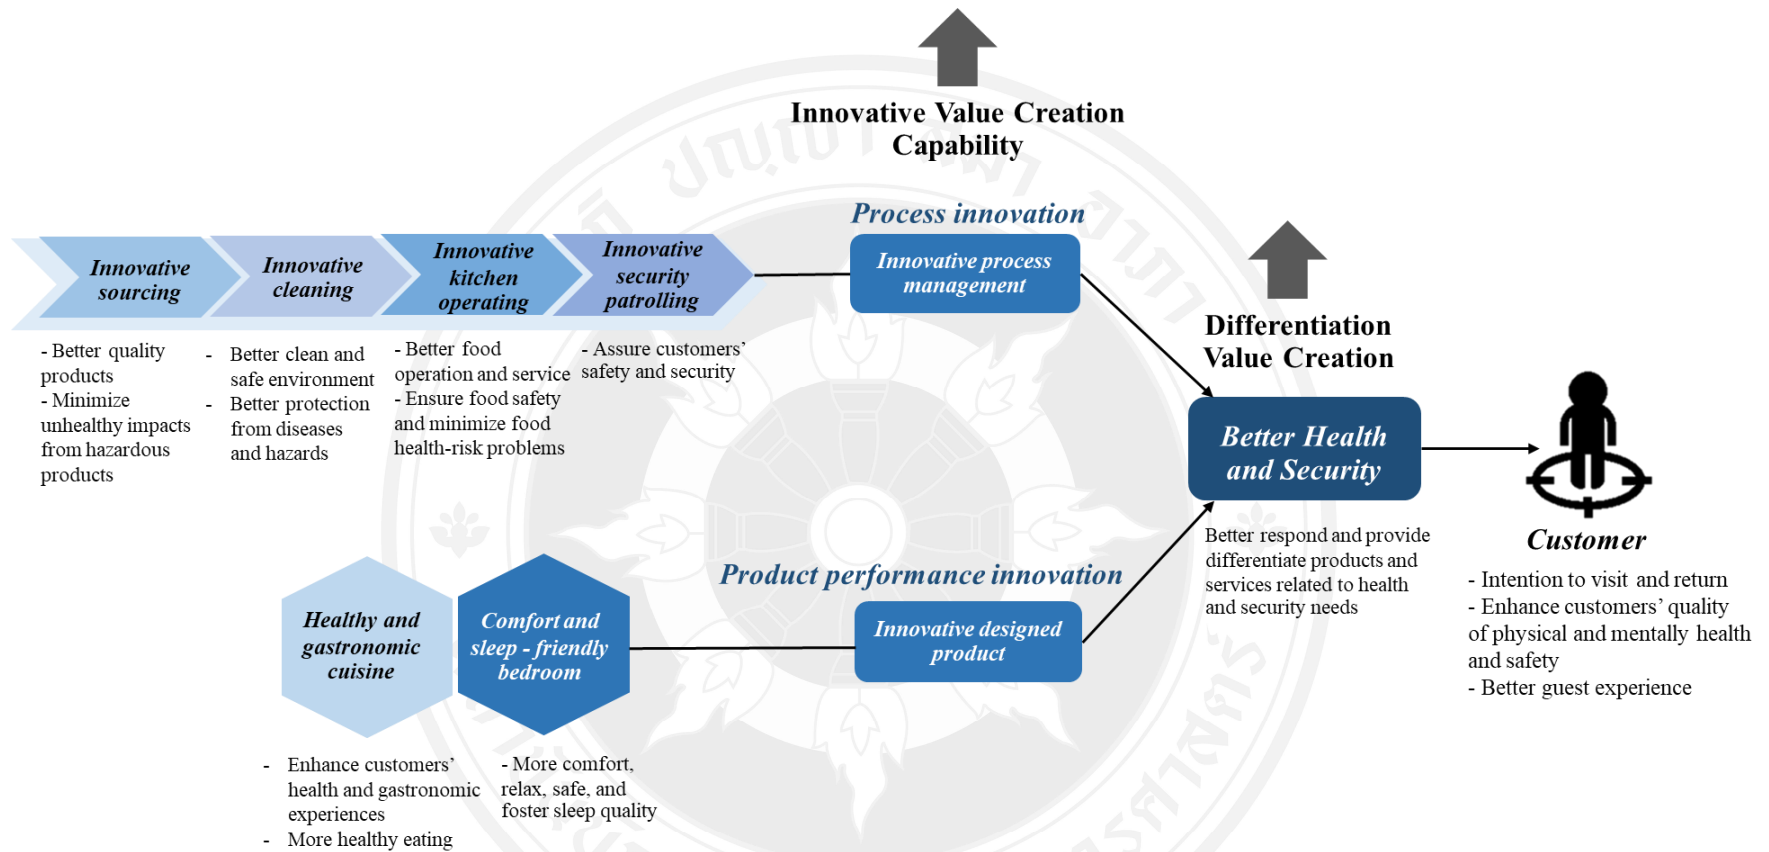 Innovative Value Creation
Capability
Process innovation
Innovative process
management
Innovative
sourcing
Innovative
cleaning
Innovative
kitchen
operating
Innovative
security
patrolling
- Better quality
products
- Minimize
unhealthy impacts
from hazardous
products
- Better clean and
safe environment
- Better protection
from diseases
and hazards
- Better food
operation and service
- Ensure food safety
and minimize food
health-risk problems
- Assure customers’
safety and security
Differentiation
Value Creation
Better Health
and Security
Better respond and provide
differentiate products and
services related to health
and security needs
Customer
- Intention to visit and return
- Enhance customers’ quality
of physical and mentally health
and safety
- Better guest experience
Product performance innovation
Innovative designed
product
Healthy and
gastronomic
cuisine
Comfort and
sleep - friendly
bedroom
- Enhance customers’
health and gastronomic
experiences
- More healthy eating
- More comfort,
relax, safe, and
foster sleep quality
ปญฺญา